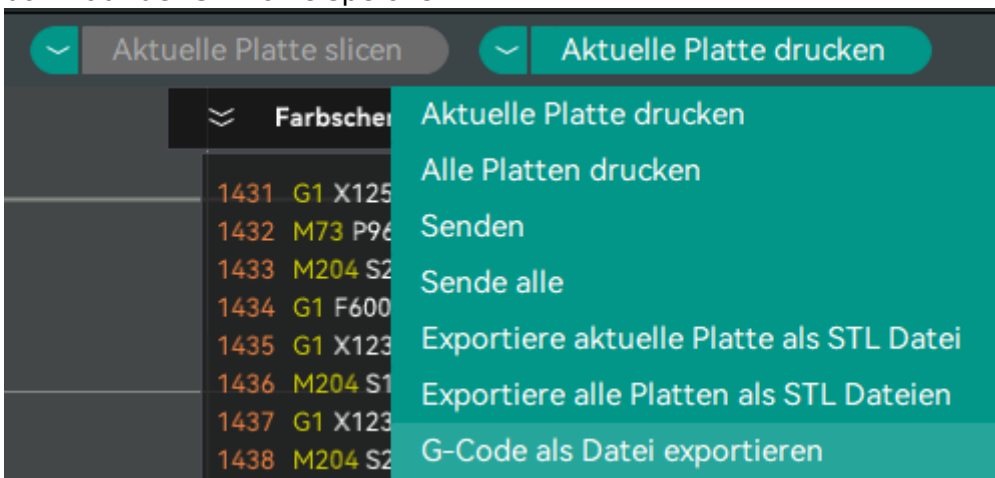 Aktuelle Platte slicen
Aktuelle Platte drucken
Farbscher
Aktuelle Platte drucken
Alle Platten drucken
Senden
Sende alle
Exportiere aktuelle Platte als STL Datei
Exportiere alle Platten als STL Dateien
G-Code als Datei exportieren
1431 G1 X125
1432 M73 P96
1433 M204 S2
1434 G1 F600
1435 G1 X123
1436 M204 S1
1437 G1 X123
1438 M204 S2